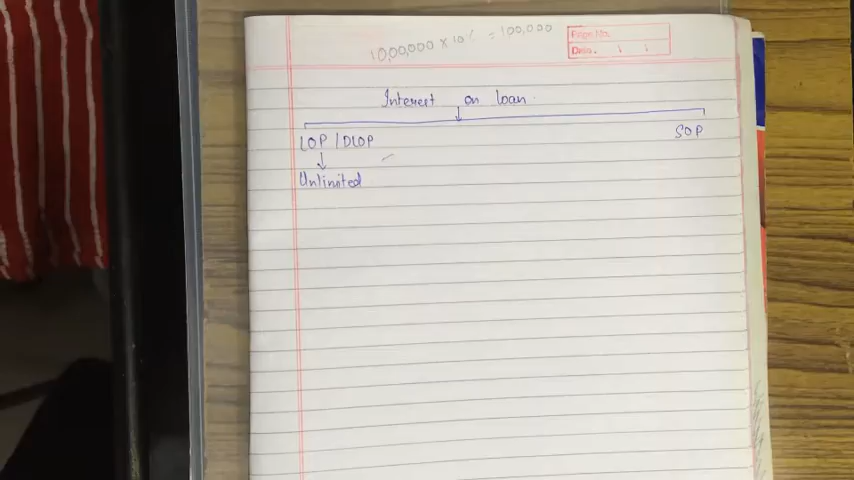 10,00,000 x 10% = 100,000
PAGE No.
DATE. / /
Interest on loan
LOP / DLOP SOP
Unlimited